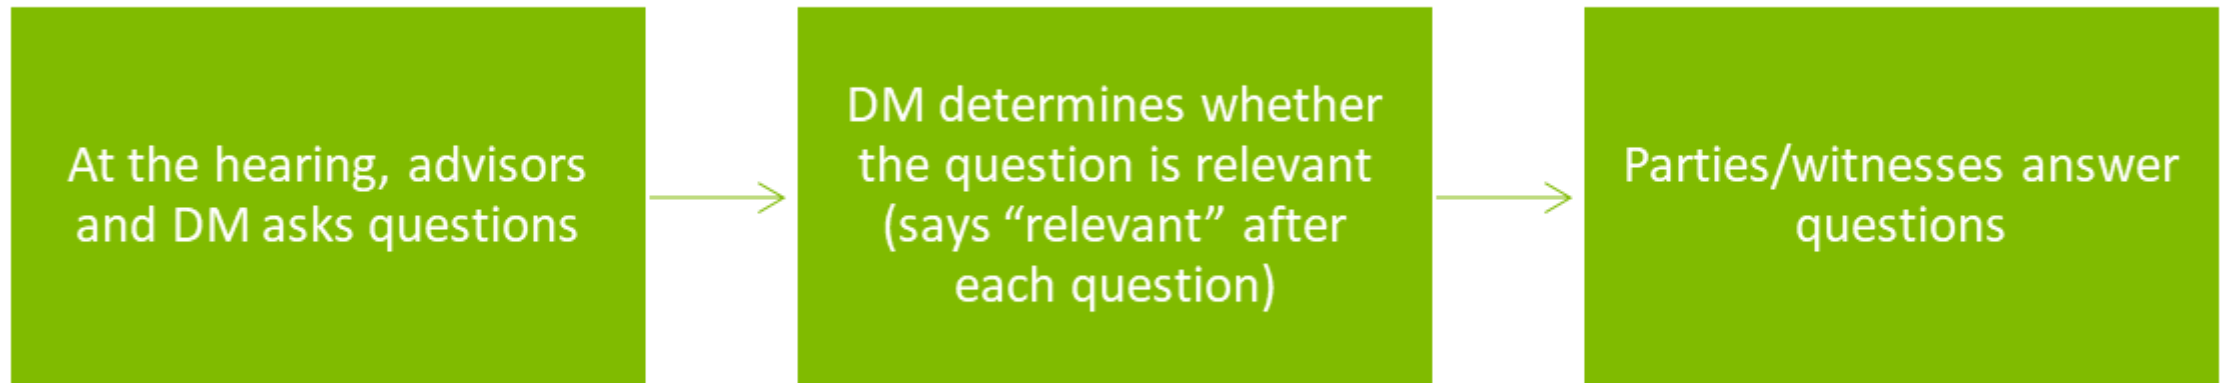 At the hearing, advisors
and DM asks questions
DM determines whether
the question is relevant
(says “relevant” after
each question)
Parties/witnesses answer
questions